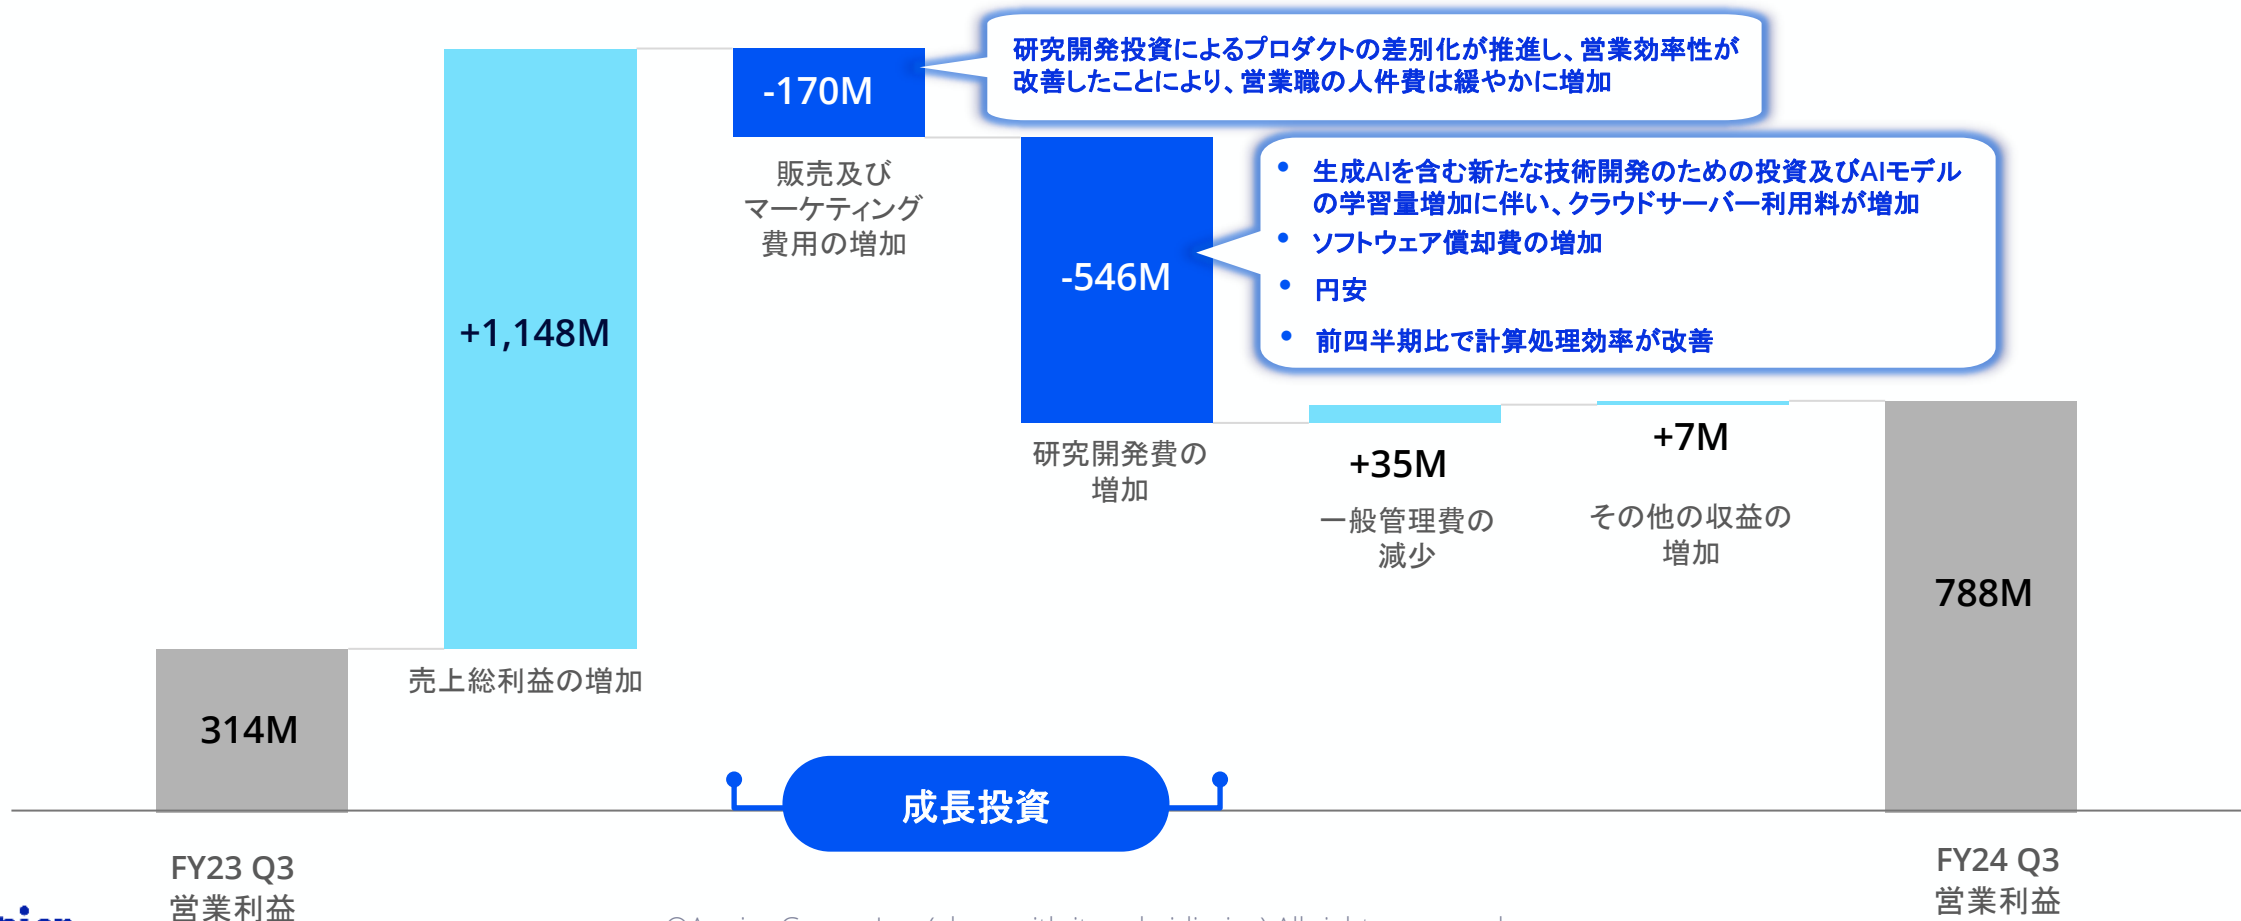 研究開発投資によるプロダクトの差別化が推進し、営業効率性が
改善したことにより、営業職の人件費は緩やかに増加
-170M
販売及び
マーケティング
費用の増加
• 生成AIを含む新たな技術開発のための投資及びAIモデル
の学習量増加に伴い、クラウドサーバー利用料が増加
• ソフトウェア償却費の増加
• 円安
• 前四半期比で計算処理効率が改善
-546M
研究開発費の
増加
+1,148M
売上総利益の増加
+35M
一般管理費の
減少
+7M
その他の収益の
増加
788M
314M
成長投資
FY23 Q3
営業利益
FY24 Q3
営業利益